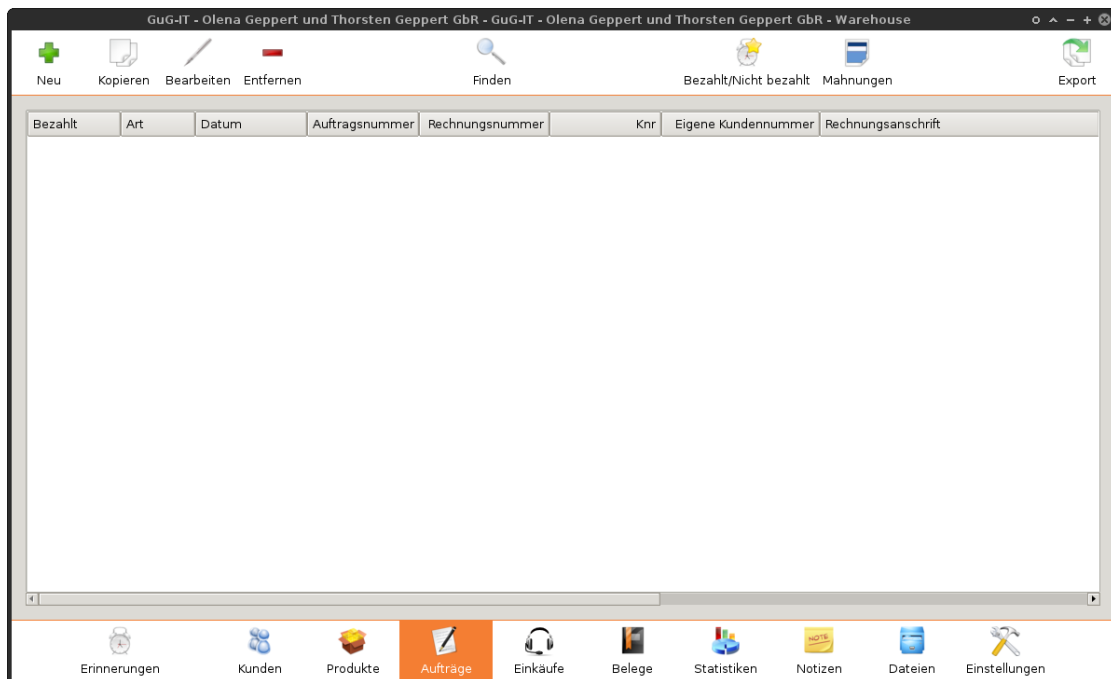 GuG-IT - Olena Geppert und Thorsten Geppert GbR - GuG-IT - Olena Geppert und Thorsten Geppert GbR - Warehouse
Neu Kopieren Bearbeiten Entfernen Finden Bezahlt/Nicht bezahlt Mahnungen Export
Bezahlt Art Datum Auftragsnummer Rechnungsnummer Knr Eigene Kundennummer Rechnungsanschrift
NOTE
Erinnerungen Kunden Produkte Aufträge Einkäufe Belege Statistiken Notizen Dateien Einstellungen